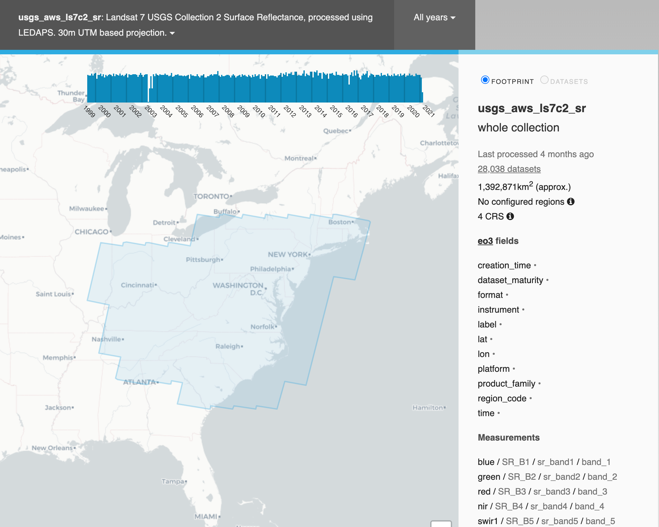 usgs_aws_ls7c2_sr: Landsat 7 USGS Collection 2 Surface Reflectance, processed using
LEDAPS. 30m UTM based projection.
All years
1999 2000 2001 2002 2003 2004 2005 2006 2007 2008 2009 2010 2011 2012 2013 2014 2015 2016 2017 2018 2019 2020 2021
Thunder
Bay
Quebec
Charlotteto
Montreal
Halifa
neapolis
TORONTO
Milwaukee
Buffalo
Detroit
Boston
CHICAGO
Cleveland
Moines
NEW YORK
Pittsburgh
Philadelphia
Cincinnati
WASHINGTON
D.C.
Saint Louis
Norfolk
Nashville
Raleigh
Memphis
ATLANTA
Jackson
Hamilton
New Orleans
Tampa
MIAMI
FOOTPRINT DATASETS
usgs_aws_ls7c2_sr
whole collection
Last processed 4 months ago
28,038 datasets
1,392,871km2 (approx.)
No configured regions
4 CRS
eo3 fields
creation_time
dataset_maturity
format
instrument
label
lat
lon
platform
product_family
region_code
time
Measurements
blue / SR_B1 / sr_band1 / band_1
green / SR_B2 / sr_band2 / band_2
red / SR_B3 / sr_band3 / band_3
nir / SR_B4 / sr_band4 / band_4
swir1 / SR_B5 / sr_band5 / band_5